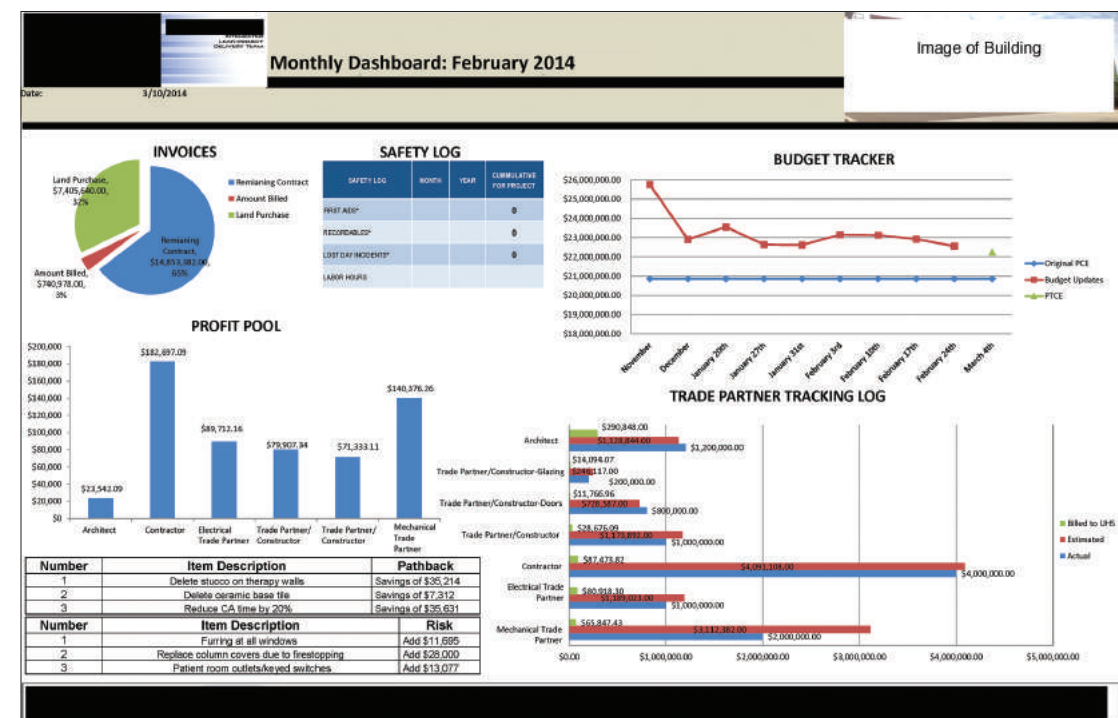 INTEGRATED
LEAN PROJECT
DELIVERY TEAM
Monthly Dashboard: February 2014
Image of Building
Date: 3/10/2014
INVOICES
Land Purchase,
$7,405,640.00,
32%
Amount Billed,
$740,978.00,
3%
Remianing
Contract,
$14,853,382.00,
65%
Remianing Contract
Amount Billed
Land Purchase
SAFETY LOG
SAFETY LOG MONTH YEAR CUMMULATIVE
FOR PROJECT
FIRST AIDS* 0
RECORDABLES* 0
LOST DAY INCIDENTS* 0
LABOR HOURS
BUDGET TRACKER
$26,000,000.00
$25,000,000.00
$24,000,000.00
$23,000,000.00
$22,000,000.00
$21,000,000.00
$20,000,000.00
$19,000,000.00
$18,000,000.00
November
December
January 20th
January 27th
January 31st
February 3rd
February 10th
February 17th
February 24th
March 4th
Original PCE
Budget Updates
PTCE
PROFIT POOL
$200,000
$180,000
$160,000
$140,000
$120,000
$100,000
$80,000
$60,000
$40,000
$20,000
$0
$23,542.09
$182,697.09
$89,712.16
$79,907.34
$71,333.11
$140,376.26
Architect
Contractor
Electrical
Trade Partner
Trade Partner/
Constructor
Trade Partner/
Constructor
Mechanical
Trade
Partner
TRADE PARTNER TRACKING LOG
Architect
$290,848.00
$1,128,844.00
$1,200,000.00
Trade Partner/Constructor-Glazing
$14,094.07
$200,000.00
Trade Partner/Constructor-Doors
$11,766.96
$800,000.00
Trade Partner/Constructor
$28,676.09
$1,000,000.00
Contractor
$87,473.82
$4,091,108.00
$4,000,000.00
Electrical Trade
Partner
$80,918.30
$1,189,023.00
$1,000,000.00
Mechanical Trade
Partner
$65,847.43
$3,112,382.00
$2,000,000.00
$0.00 $1,000,000.00 $2,000,000.00 $3,000,000.00 $4,000,000.00 $5,000,000.00
Billed to UHS
Estimated
Actual
Number Item Description Pathback
1 Delete stucco on therapy walls Savings of $35,214
2 Delete ceramic base tile Savings of $7,312
3 Reduce CA time by 20% Savings of $35,631
Number Item Description Risk
1 Furring at all windows Add $11,695
2 Replace column covers due to firestopping Add $28,000
3 Patient room outlets/keyed switches Add $13,077